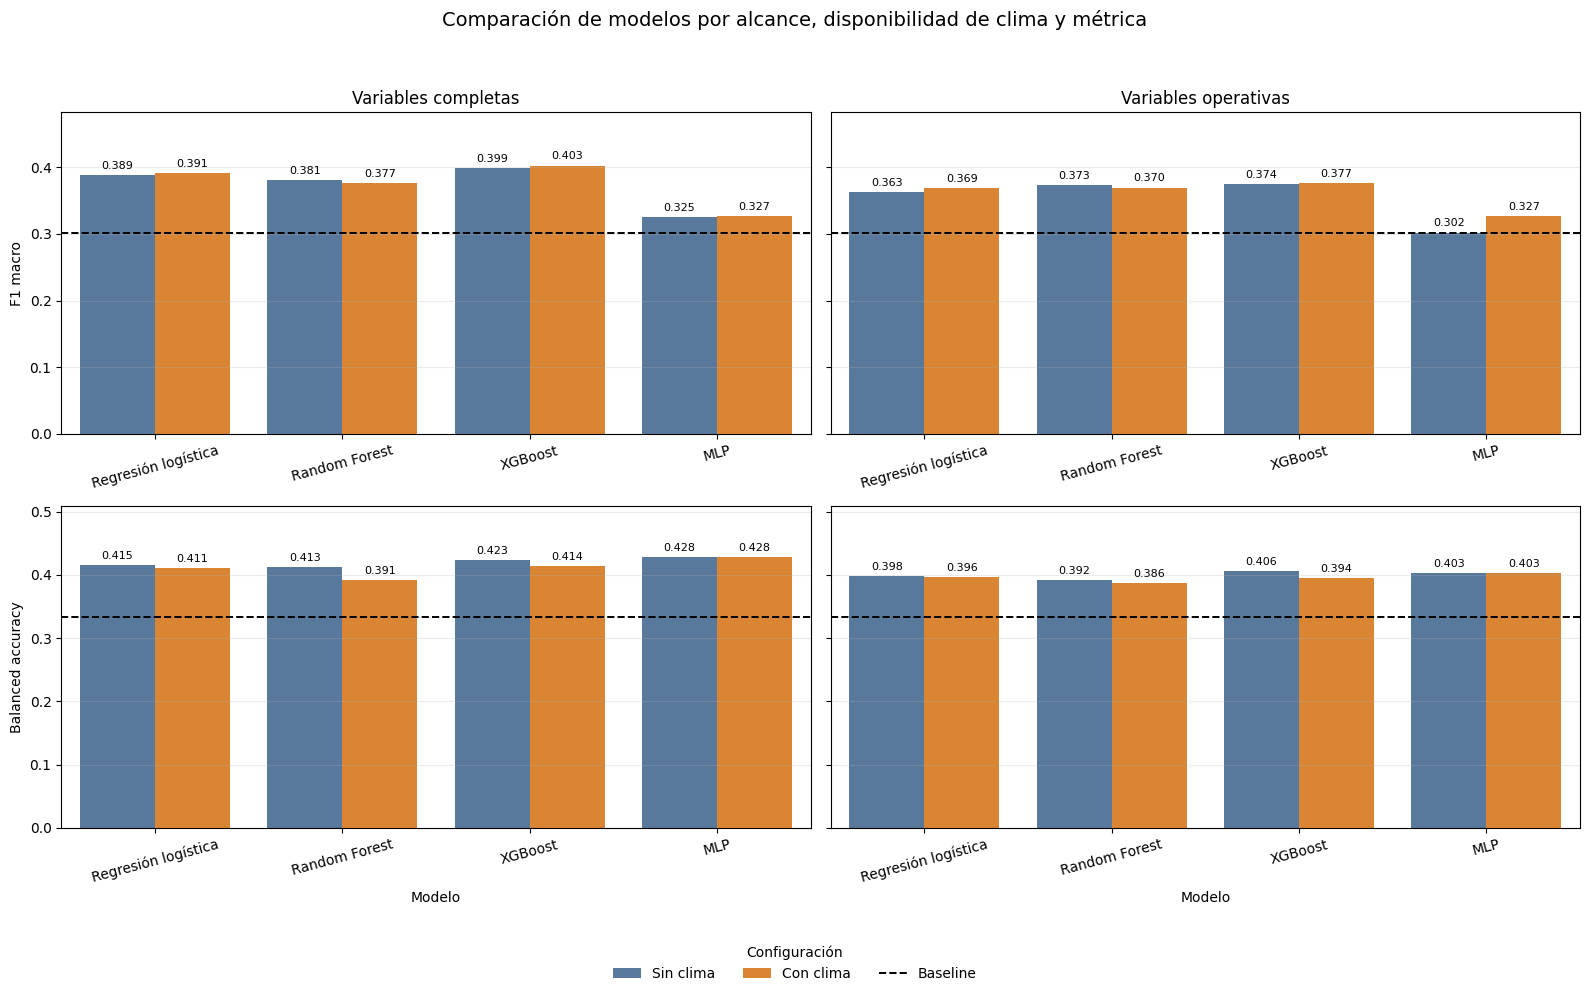 Comparación de modelos por alcance, disponibilidad de clima y métrica
Variables completas
F1 macro
0.4
0.3
0.2
0.1
0.0
0.389
0.391
0.381
0.377
0.399
0.403
0.325
0.327
Regresión logística
Random Forest
XGBoost
MLP
Variables operativas
0.363
0.369
0.373
0.370
0.374
0.377
0.302
0.327
Regresión logística
Random Forest
XGBoost
MLP
Balanced accuracy
0.5
0.4
0.3
0.2
0.1
0.0
0.415
0.411
0.413
0.391
0.423
0.414
0.428
0.428
Regresión logística
Random Forest
XGBoost
MLP
Modelo
0.398
0.396
0.392
0.386
0.406
0.394
0.403
0.403
Regresión logística
Random Forest
XGBoost
MLP
Modelo
Configuración
Sin clima
Con clima
Baseline